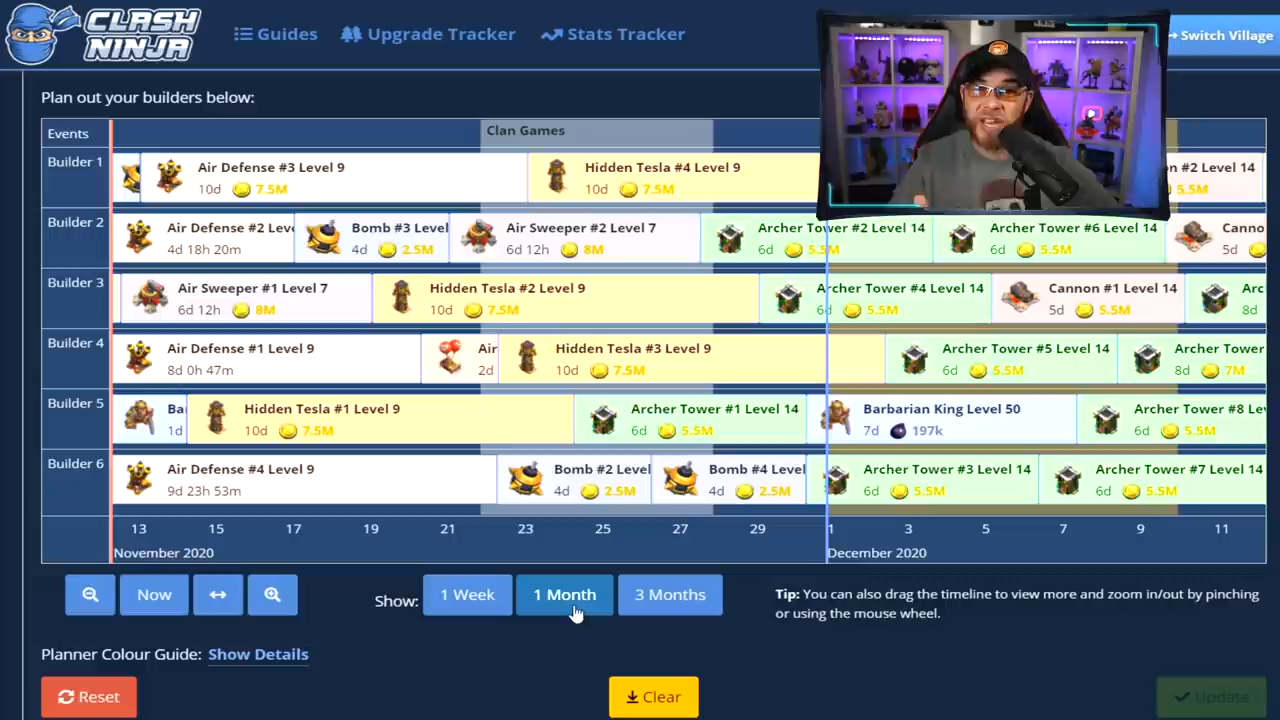 CLASH
NINJA
Guides
Upgrade Tracker
Stats Tracker
Switch Village
Plan out your builders below:
Events
Clan Games
Builder 1
Air Defense #3 Level 9
10d 7.5M
Hidden Tesla #4 Level 9
10d 7.5M
#2 Level 14
5.5M
Builder 2
Air Defense #2 Leve
4d 18h 20m
Bomb #3 Level
4d 2.5M
Air Sweeper #2 Level 7
6d 12h 8M
Archer Tower #2 Level 14
6d 5.5M
Archer Tower #6 Level 14
6d 5.5M
Canno
5d
Builder 3
Air Sweeper #1 Level 7
6d 12h 8M
Hidden Tesla #2 Level 9
10d 7.5M
Archer Tower #4 Level 14
6d 5.5M
Cannon #1 Level 14
5d 5.5M
Arc
8d
Builder 4
Air Defense #1 Level 9
8d 0h 47m
Air
2d
Hidden Tesla #3 Level 9
10d 7.5M
Archer Tower #5 Level 14
6d 5.5M
Archer Tower
8d 7M
Builder 5
Ba
1d
Hidden Tesla #1 Level 9
10d 7.5M
Archer Tower #1 Level 14
6d 5.5M
Barbarian King Level 50
7d 197k
Archer Tower #8 Le
6d 5.5M
Builder 6
Air Defense #4 Level 9
9d 23h 53m
Bomb #2 Level
4d 2.5M
Bomb #4 Level
4d 2.5M
Archer Tower #3 Level 14
6d 5.5M
Archer Tower #7 Level 14
6d 5.5M
13 15 17 19 21 23 25 27 29 1 3 5 7 9 11
November 2020
December 2020
Now
Show:
1 Week
1 Month
3 Months
Tip: You can also drag the timeline to view more and zoom in/out by pinching
or using the mouse wheel.
Planner Colour Guide: Show Details
Reset
Clear
Update